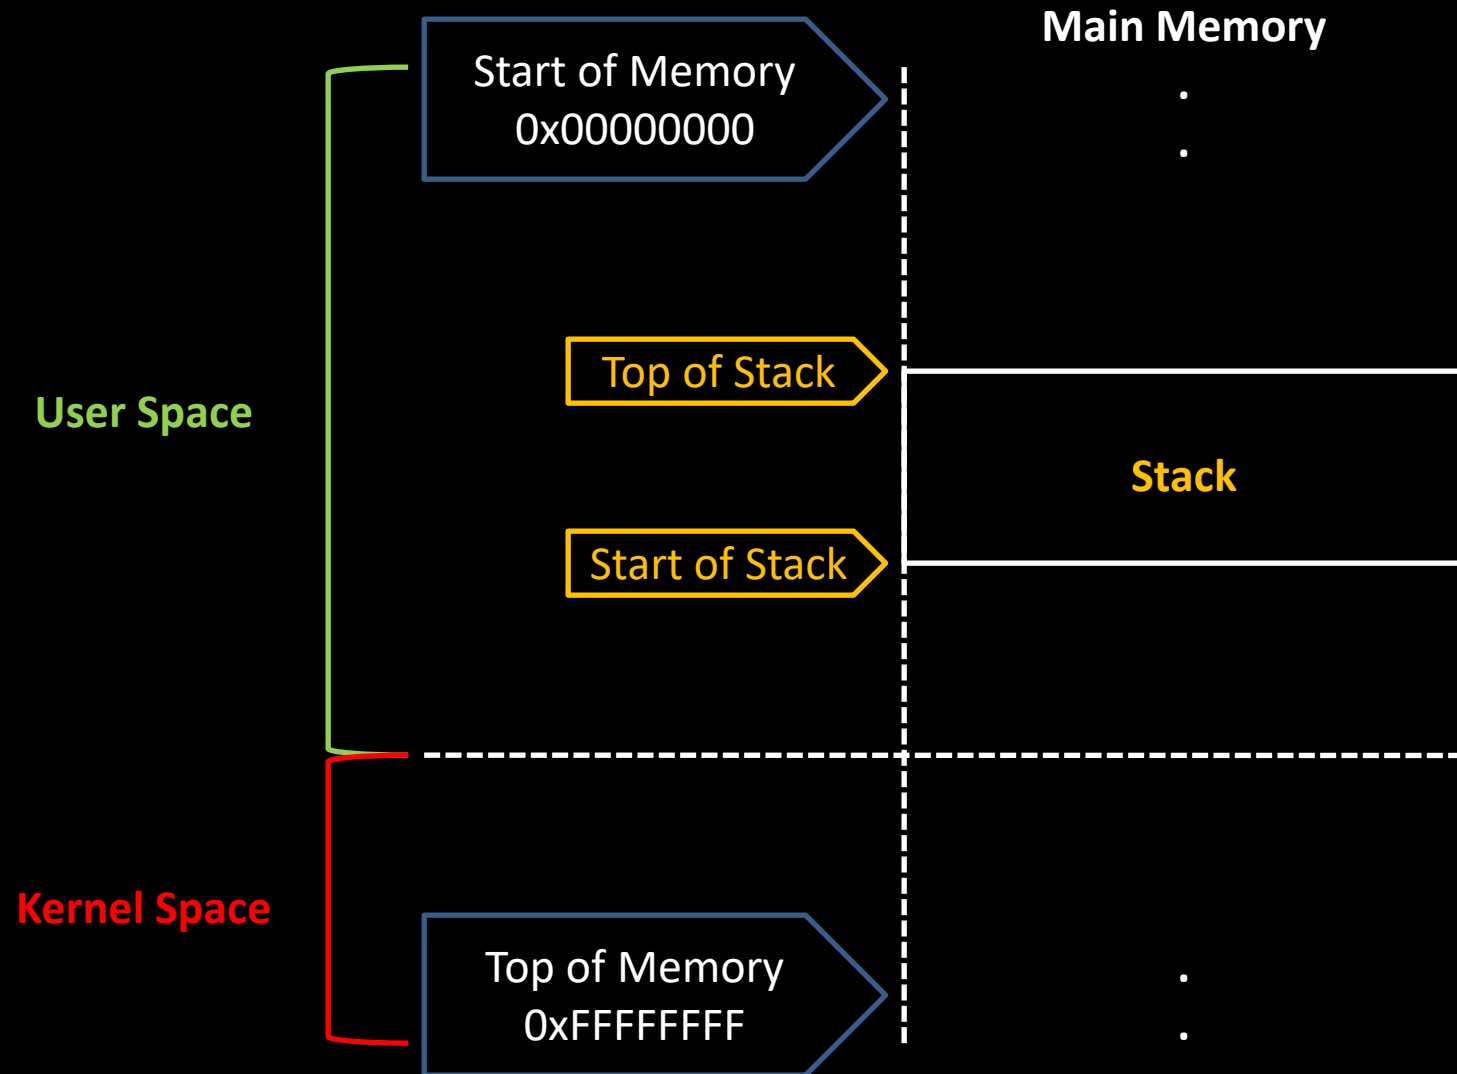 Main Memory
Start of Memory
0x00000000
.
.
Top of Stack
User Space
Stack
Start of Stack
Kernel Space
Top of Memory
0xFFFFFFFF
.
.